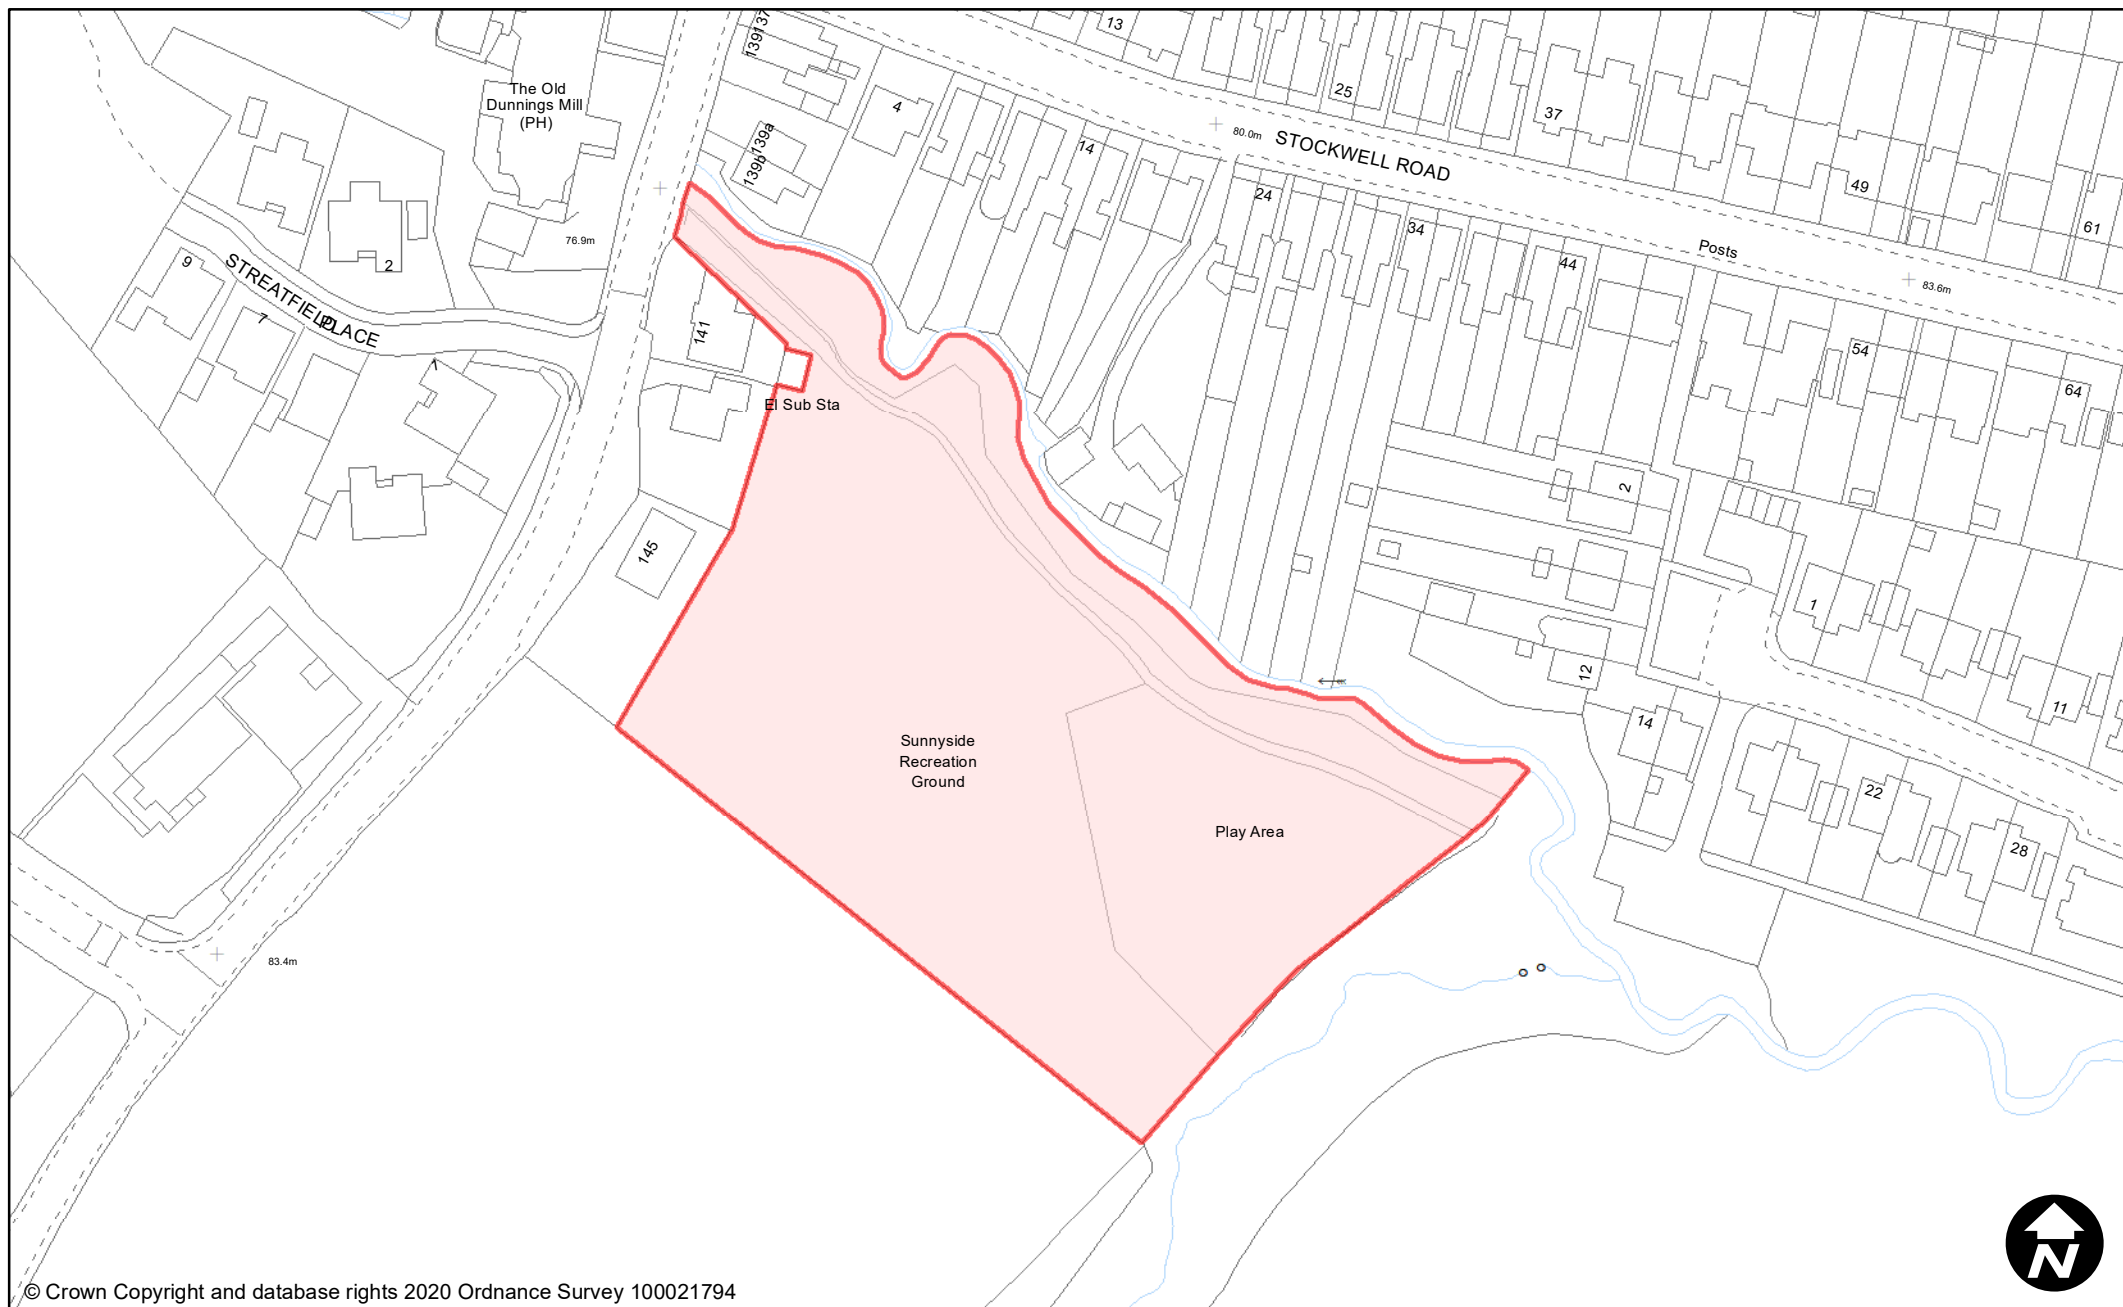 13
139137
The Old
Dunnings Mill
(PH)
25
4
37
139a
139b
80.0m
STOCKWELL ROAD
14
49
24
61
34
Posts
76.9m
44
83.6m
9
2
STREATFIELD PLACE
7
141
1
54
64
El Sub Sta
2
145
1
12
11
14
Sunnyside
Recreation
Ground
22
Play Area
28
83.4m
N
© Crown Copyright and database rights 2020 Ordnance Survey 100021794